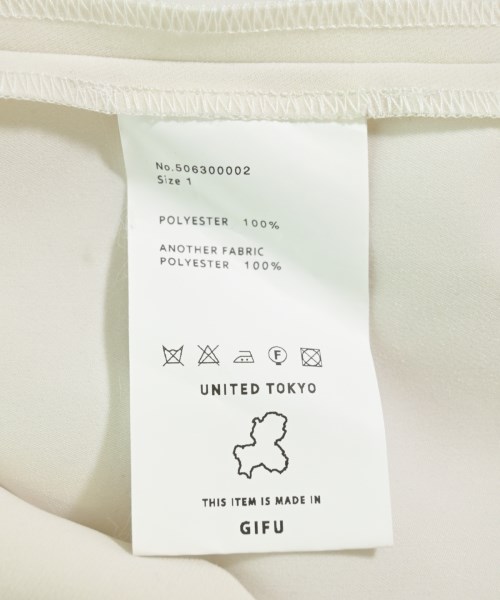 No.506300002
Size 1
POLYESTER 100%
ANOTHER FABRIC
POLYESTER 100%
F
UNITED TOKYO
THIS ITEM IS MADE IN
GIFU